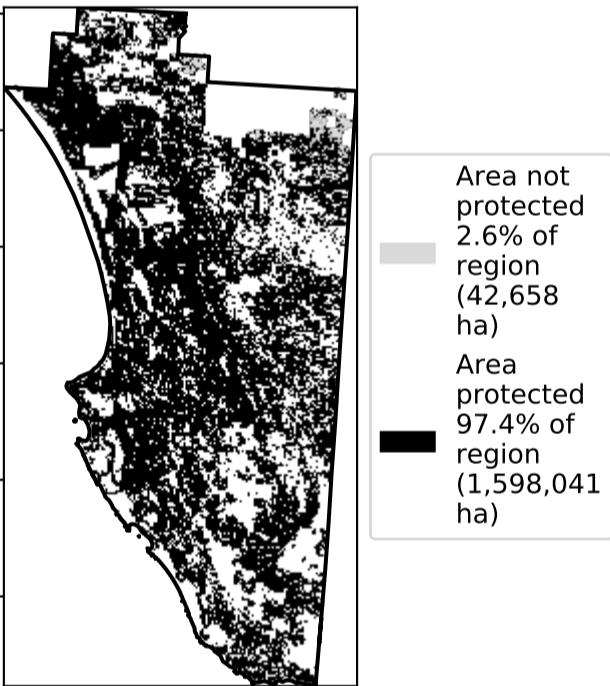 Area not
protected
2.6% of
region
(42,658
ha)
Area
protected
97.4% of
region
(1,598,041
ha)